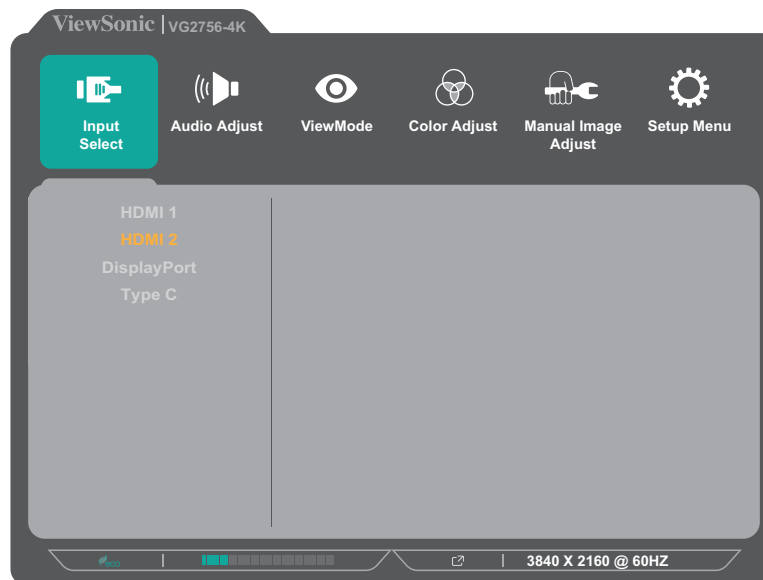 ViewSonic | VG2756-4K
Input
Select
Audio Adjust
ViewMode
Color Adjust
Manual Image
Adjust
Setup Menu
HDMI 1
HDMI 2
DisplayPort
Type C
eco
3840 X 2160 @ 60HZ